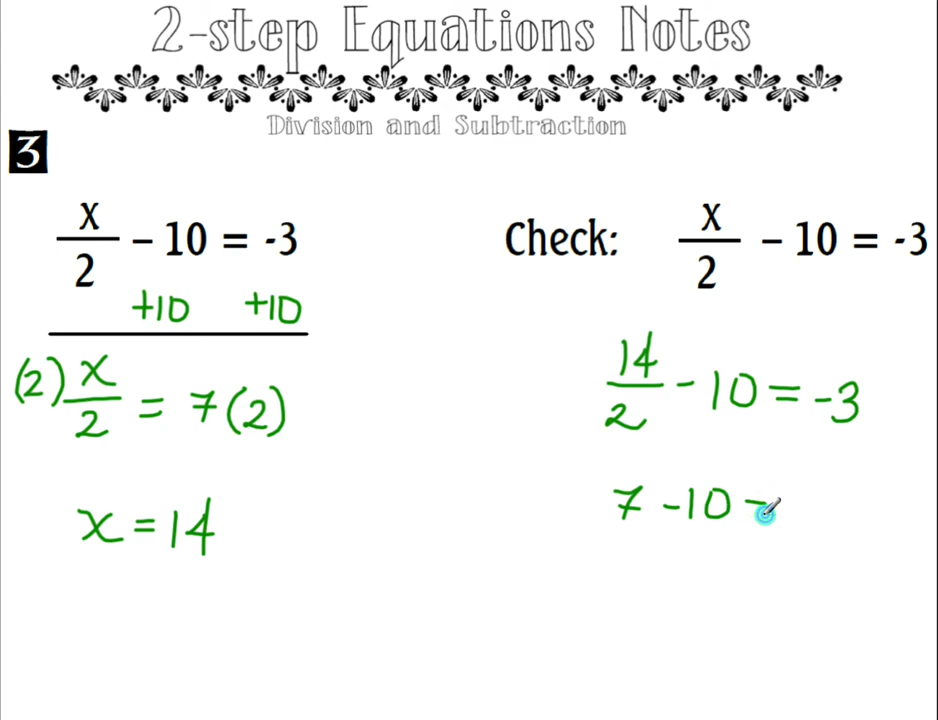 2-step Equations Notes
Division and Subtraction
3
x/2 – 10 = -3
+10 +10
(2) x/2 = 7(2)
x = 14
Check: x/2 – 10 = -3
14/2 - 10 = -3
7 - 10 =